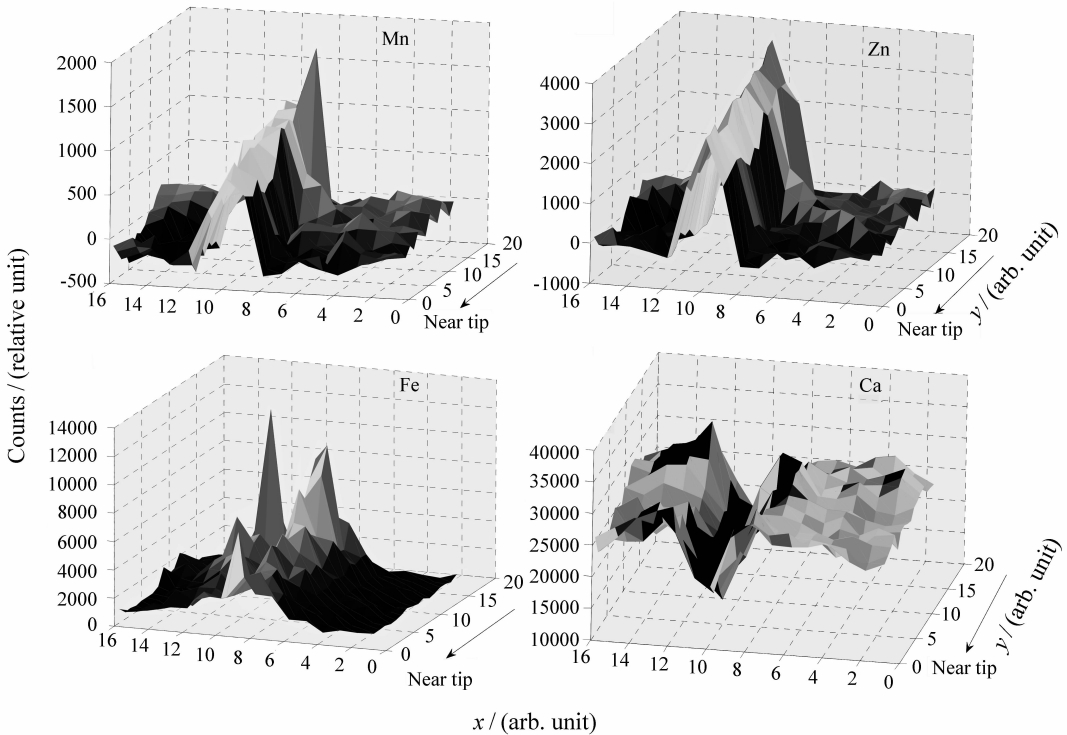 Mn
2000
1500
1000
500
0
-500
16 14 12 10 8 6 4 2 0
0 5 10 15 20
Near tip
Zn
4000
3000
2000
1000
0
-1000
16 14 12 10 8 6 4 2 0
0 5 10 15 20
Near tip
y / (arb. unit)
Counts / (relative unit)
Fe
14000
12000
10000
8000
6000
4000
2000
0
16 14 12 10 8 6 4 2 0
0 5 10 15 20
Near tip
Ca
40000
35000
30000
25000
20000
15000
10000
16 14 12 10 8 6 4 2 0
0 5 10 15 20
Near tip
y / (arb. unit)
x / (arb. unit)